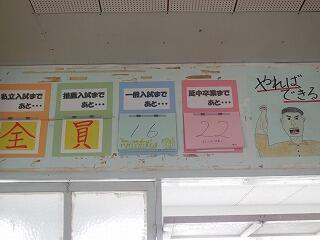 私立入試まで
あと・・・
全
推薦入試まで
あと・・・
員
一般入試まで
あと・・・
16
延中卒業まで
あと・・・
22
やれば
できる